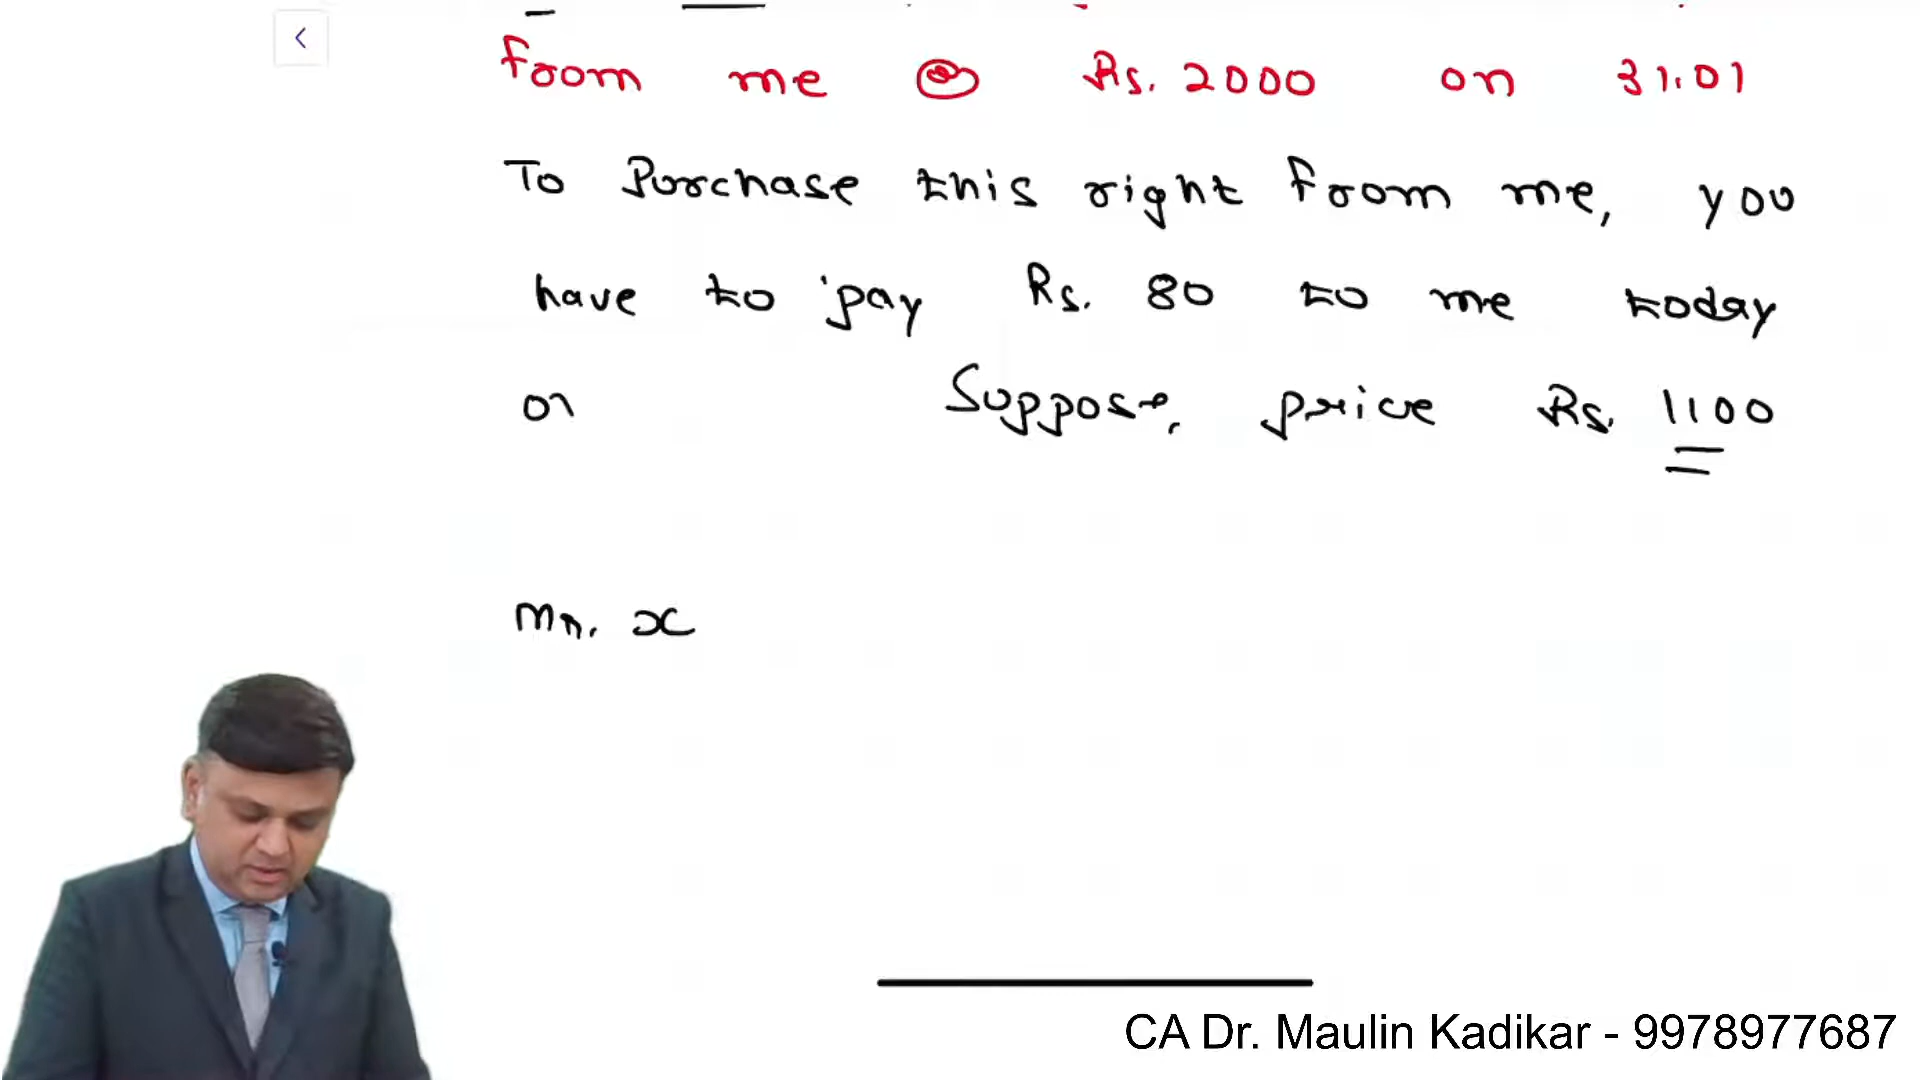 from me @ Rs. 2000 on 31.01
To Purchase this right from me, you
have to pay Rs. 80 to me today
on Suppose, price Rs. 1100
Mr. X
CA Dr. Maulin Kadikar - 9978977687